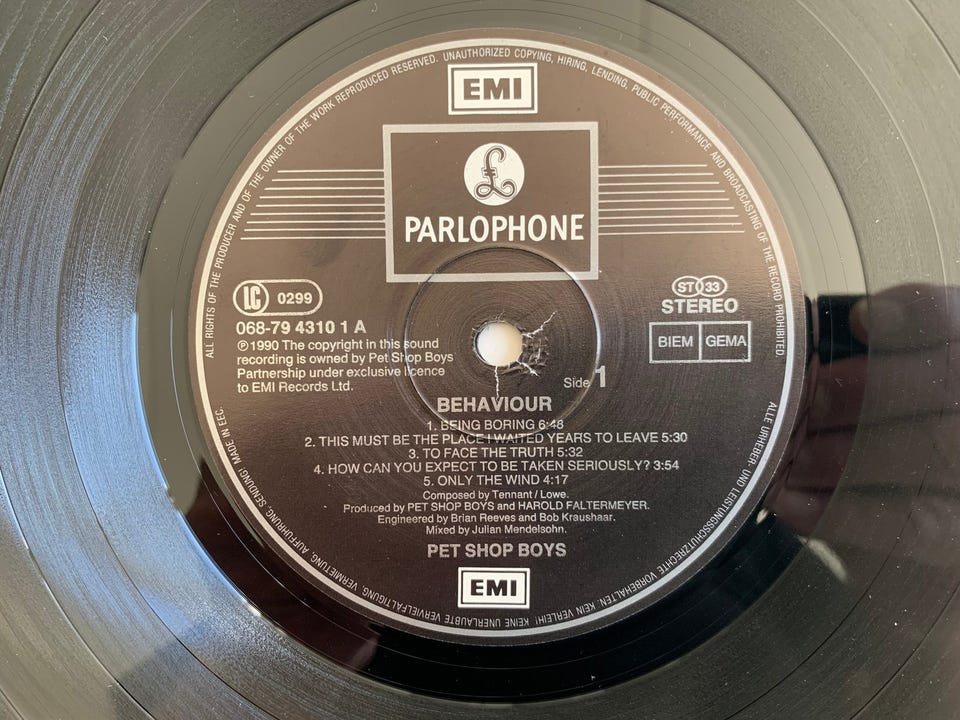 ALL RIGHTS OF THE PRODUCER AND OF THE OWNER OF THE WORK REPRODUCED RESERVED. UNAUTHORIZED COPYING, HIRING, LENDING, PUBLIC PERFORMANCE AND BROADCASTING OF THE RECORD PROHIBITED.
EMI
£
PARLOPHONE
LC 0299
ST 33
STEREO
068-79 4310 1 A
BIEM GEMA
℗1990 The copyright in this sound
recording is owned by Pet Shop Boys
Partnership under exclusive licence
to EMI Records Ltd.
Side 1
BEHAVIOUR
1. BEING BORING 6:48
2. THIS MUST BE THE PLACE I WAITED YEARS TO LEAVE 5:30
3. TO FACE THE TRUTH 5:32
4. HOW CAN YOU EXPECT TO BE TAKEN SERIOUSLY? 3:54
5. ONLY THE WIND 4:17
Composed by Tennant / Lowe.
Produced by PET SHOP BOYS and HAROLD FALTERMEYER.
Engineered by Brian Reeves and Bob Kraushaar.
Mixed by Julian Mendelsohn.
PET SHOP BOYS
EMI
ALLE URHEBER- UND LEISTUNGSSCHUTZRECHTE VORBEHALTEN. KEIN VERLEIH! KEINE UNERLAUBTE VERVIELFÄLTIGUNG, VERMIETUNG, AUFFÜHRUNG, SENDUNG! MADE IN EEC.